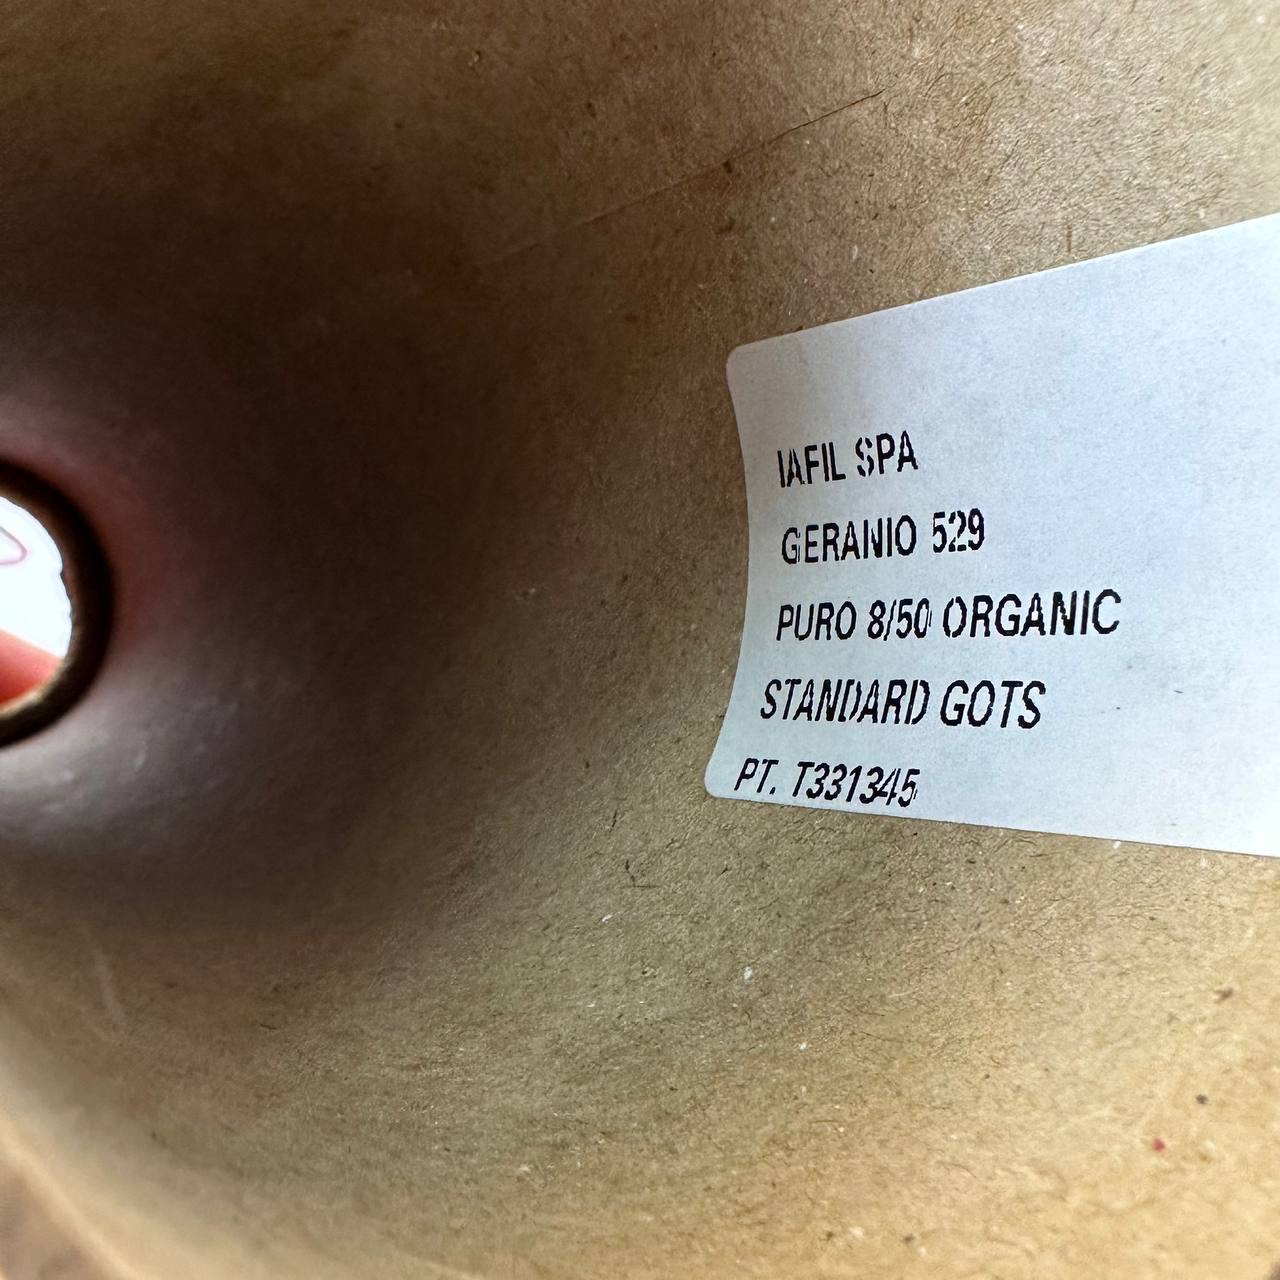 IAFIL SPA
GERANIO 529
PURO 8/50 ORGANIC
STANDARD GOTS
PT. T331345